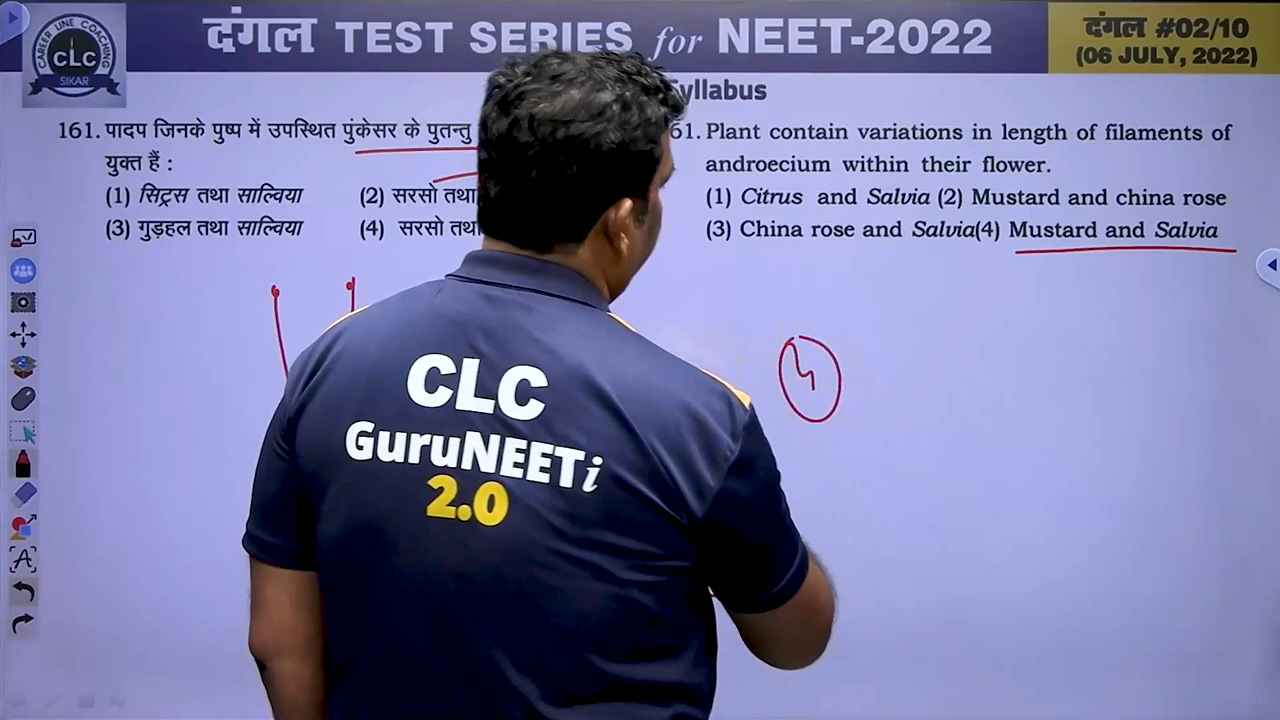 CAREER LINE COACHING
CLC
SIKAR
दंगल TEST SERIES for NEET-2022
दंगल #02/10
(06 JULY, 2022)
Syllabus
161. पादप जिनके पुष्प में उपस्थित पुंकेसर के पुतन्तु
युक्त हैं :
(1) सिट्रस तथा साल्विया (2) सरसो तथा
(3) गुड़हल तथा साल्विया (4) सरसो तथा
61. Plant contain variations in length of filaments of
androecium within their flower.
(1) Citrus and Salvia (2) Mustard and china rose
(3) China rose and Salvia(4) Mustard and Salvia
CLC
GuruNEETi
2.0